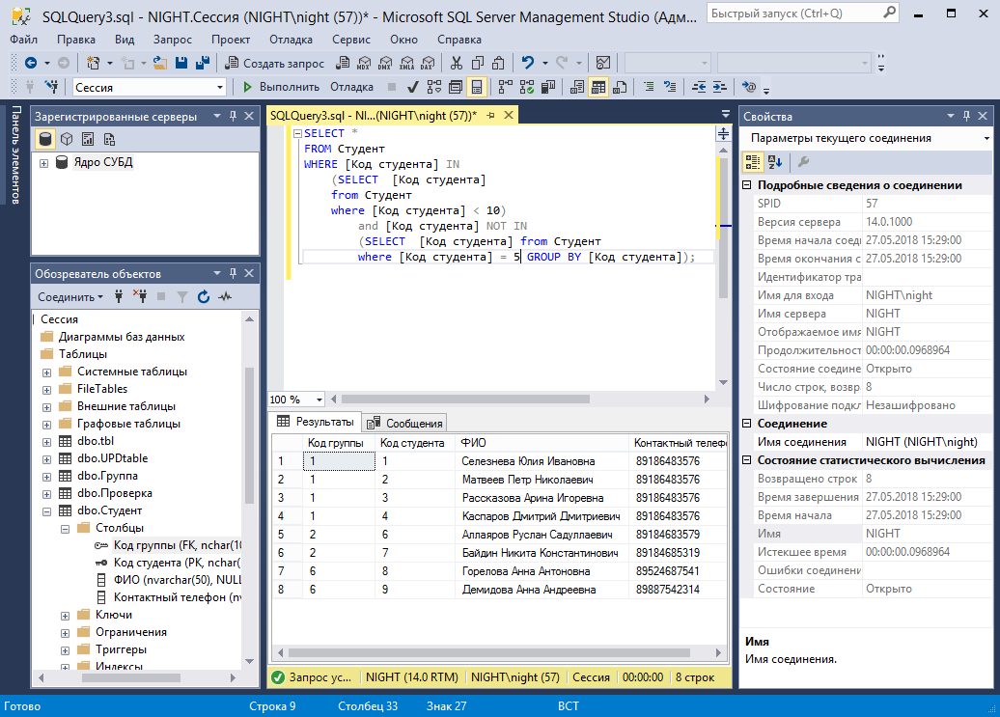 SQLQuery3.sql - NIGHT.Сессия (NIGHT\night (57))* - Microsoft SQL Server Management Studio (Адм...
Быстрый запуск (Ctrl+Q)
Файл Правка Вид Запрос Проект Отладка Сервис Окно Справка
Создать запрос
MDX DMX XMLA DAX
Сессия
Выполнить Отладка
Панель элементов
Зарегистрированные серверы
Ядро СУБД
Обозреватель объектов
Соединить
Сессия
Диаграммы баз данных
Таблицы
Системные таблицы
FileTables
Внешние таблицы
Графовые таблицы
dbo.tbl
dbo.UPDtable
dbo.Группа
dbo.Проверка
dbo.Студент
Столбцы
Код группы (FK, nchar(10
Код студента (PK, nchar(
ФИО (nvarchar(50), NULL
Контактный телефон (nv
Ключи
Ограничения
Триггеры
Индексы
SQLQuery3.sql - NI...(NIGHT\night (57))*
SELECT *
FROM Студент
WHERE [Код студента] IN
(SELECT [Код студента]
from Студент
where [Код студента] < 10)
and [Код студента] NOT IN
(SELECT [Код студента] from Студент
where [Код студента] = 5 GROUP BY [Код студента]);
100 %
Результаты Сообщения
Код группы Код студента ФИО Контактный телефо
1 1 1 Селезнева Юлия Ивановна 89186483576
2 1 2 Матвеев Петр Николаевич 89186483576
3 1 3 Рассказова Арина Игоревна 89186483576
4 1 4 Каспаров Дмитрий Дмитриевич 89186483576
5 2 6 Аллаяров Руслан Садуллаевич 89184683579
6 2 7 Байдин Никита Константинович 89184685319
7 6 8 Горелова Анна Антоновна 89524687541
8 6 9 Демидова Анна Андреевна 89887542314
Запрос ус... NIGHT (14.0 RTM) NIGHT\night (57) Сессия 00:00:00 8 строк
Свойства
Параметры текущего соединения
Подробные сведения о соединении
SPID 57
Версия сервера 14.0.1000
Время начала соеди 27.05.2018 15:29:00
Время окончания с 27.05.2018 15:29:00
Идентификатор тра
Имя для входа NIGHT\night
Имя сервера NIGHT
Отображаемое имя NIGHT
Продолжительност 00:00:00.0968964
Состояние соедине Открыто
Число строк, возвр 8
Шифрование подкл Незашифровано
Соединение
Имя соединения NIGHT (NIGHT\night)
Состояние статистического вычисления
Возвращено строк 8
Время завершения 27.05.2018 15:29:00
Время начала 27.05.2018 15:29:00
Имя NIGHT
Истекшее время 00:00:00.0968964
Ошибки соединени
Состояние Открыто
Имя
Имя соединения.
Готово Строка 9 Столбец 33 Знак 27 ВСТ